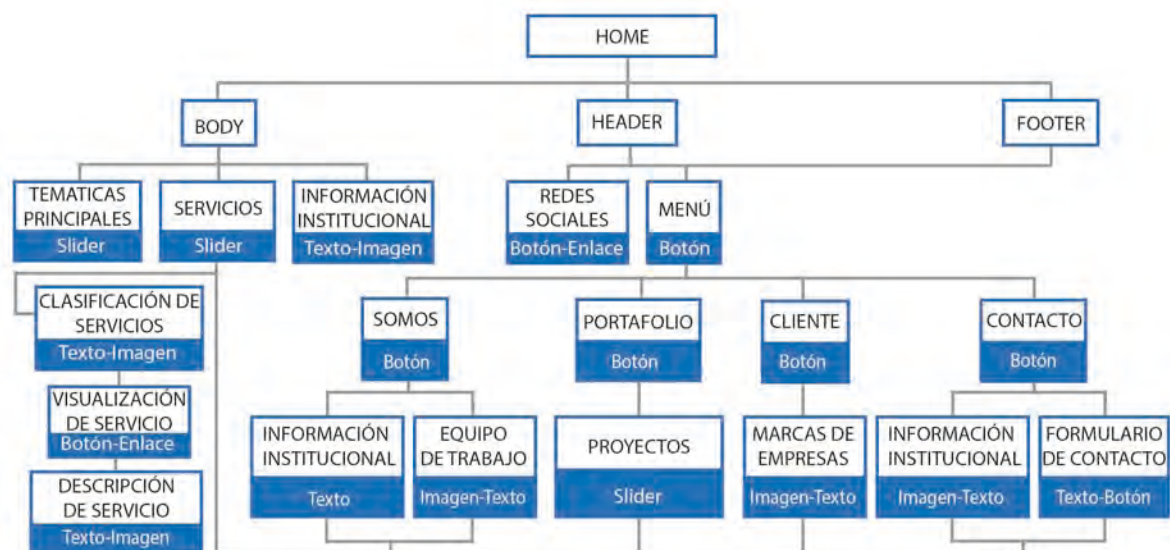 HOME
BODY
HEADER
FOOTER
TEMATICAS
PRINCIPALES
Slider
SERVICIOS
Slider
INFORMACIÓN
INSTITUCIONAL
Texto-Imagen
REDES
SOCIALES
Botón-Enlace
MENÚ
Botón
CLASIFICACIÓN DE
SERVICIOS
Texto-Imagen
SOMOS
Botón
PORTAFOLIO
Botón
CLIENTE
Botón
CONTACTO
Botón
VISUALIZACIÓN
DE SERVICIO
Botón-Enlace
INFORMACIÓN
INSTITUCIONAL
Texto
EQUIPO
DE TRABAJO
Imagen-Texto
PROYECTOS
Slider
MARCAS DE
EMPRESAS
Imagen-Texto
INFORMACIÓN
INSTITUCIONAL
Imagen-Texto
FORMULARIO
DE CONTACTO
Texto-Botón
DESCRIPCIÓN
DE SERVICIO
Texto-Imagen